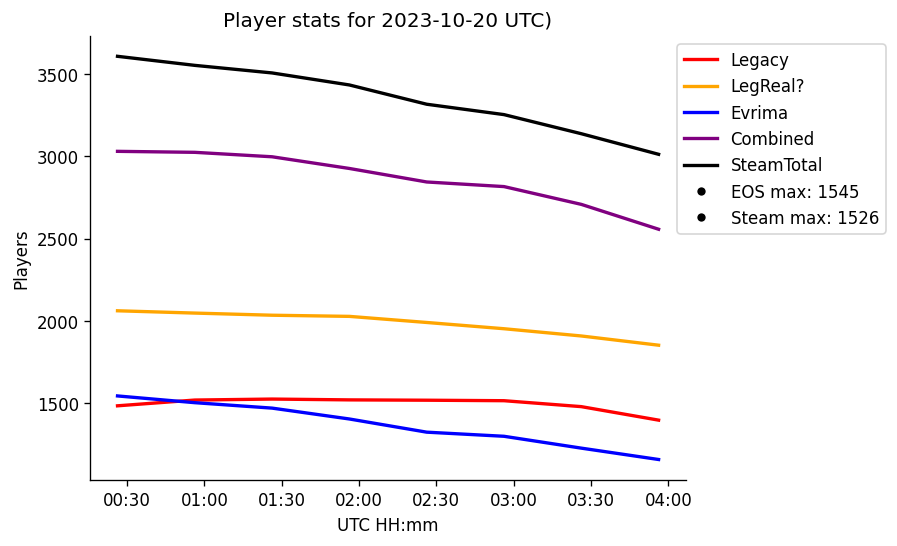 Player stats for 2023-10-20 UTC)
Legacy
LegReal?
Evrima
Combined
SteamTotal
EOS max: 1545
Steam max: 1526
Players
3500
3000
2500
2000
1500
00:30 01:00 01:30 02:00 02:30 03:00 03:30 04:00
UTC HH:mm